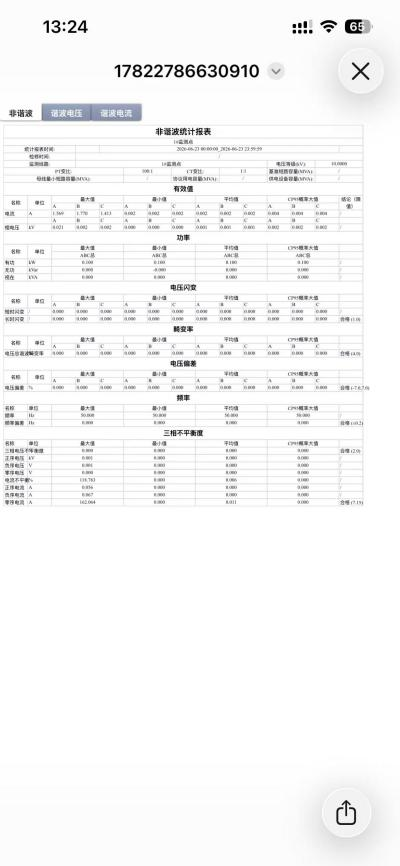 13:24
65
17822786630910
非谐波 谐波电压 谐波电流
非谐波统计报表
1#监测点
统计报表时间: 2026-06-23 00:00:00_2026-06-23 23:59:59
检修时间: /
监测线路: 1#监测点 电压等级(kV): 10.0000
PT变比: 100:1 CT变比: 1:1 基准短路容量(MVA): /
母线最小短路容量(MVA): / 协议用电容量(MVA): / 供电设备容量(MVA): /
有效值
名称 单位 最大值 最小值 平均值 CP95概率大值 结论（限值）
A B C A B C A B C A B C
电流 A 1.569 1.770 1.413 0.002 0.002 0.002 0.002 0.002 0.002 0.004 0.004 0.004 /
A B C A B C A B C A B C
相电压 kV 0.021 0.002 0.002 0.000 0.000 0.000 0.001 0.001 0.001 0.002 0.002 0.002 /
功率
名称 单位 最大值 最小值 平均值 CP95概率大值
ABC总 ABC总 ABC总 ABC总
有功 kW 0.100 0.100 0.100 0.100 /
无功 kVar 0.000 -0.000 0.000 0.000 /
视在 kVA 0.000 0.000 0.000 0.000 /
电压闪变
名称 单位 最大值 最小值 平均值 CP95概率大值
A B C A B C A B C A B C
短时闪变 / 0.000 0.000 0.000 0.000 0.000 0.000 0.000 0.000 0.000 0.000 0.000 0.000 /
长时闪变 / 0.000 0.000 0.000 0.000 0.000 0.000 0.000 0.000 0.000 0.000 0.000 0.000 合格 (1.0)
畸变率
名称 单位 最大值 最小值 平均值 CP95概率大值
A B C A B C A B C A B C
电压总谐波畸变率 0.000 0.000 0.000 0.000 0.000 0.000 0.000 0.000 0.000 0.000 0.000 0.000 合格 (4.0)
电压偏差
名称 单位 最大值 最小值 平均值 CP95概率大值
A B C A B C A B C A B C
电压偏差 % 0.000 0.000 0.000 0.000 0.000 0.000 0.000 0.000 0.000 0.000 0.000 0.000 合格 (-7.0,7.0)
频率
名称 单位 最大值 最小值 平均值 CP95概率大值
频率 Hz 50.000 50.000 50.000 50.000 /
频率偏差 Hz 0.000 0.000 0.000 0.000 合格 (±0.2)
三相不平衡度
名称 单位 最大值 最小值 平均值 CP95概率大值
三相电压不平衡度 0.000 0.000 0.000 0.000 合格 (2.0)
正序电压 kV 0.001 0.000 0.000 0.000 /
负序电压 V 0.001 0.000 0.000 0.000 /
零序电压 V 0.000 0.000 0.000 0.000 /
电流不平衡% 118.783 0.000 0.006 0.000 /
正序电流 A 0.056 0.000 0.000 0.000 /
负序电流 A 0.067 0.000 0.000 0.000 /
零序电流 A 162.064 0.000 0.011 0.000 合格 (7.15)